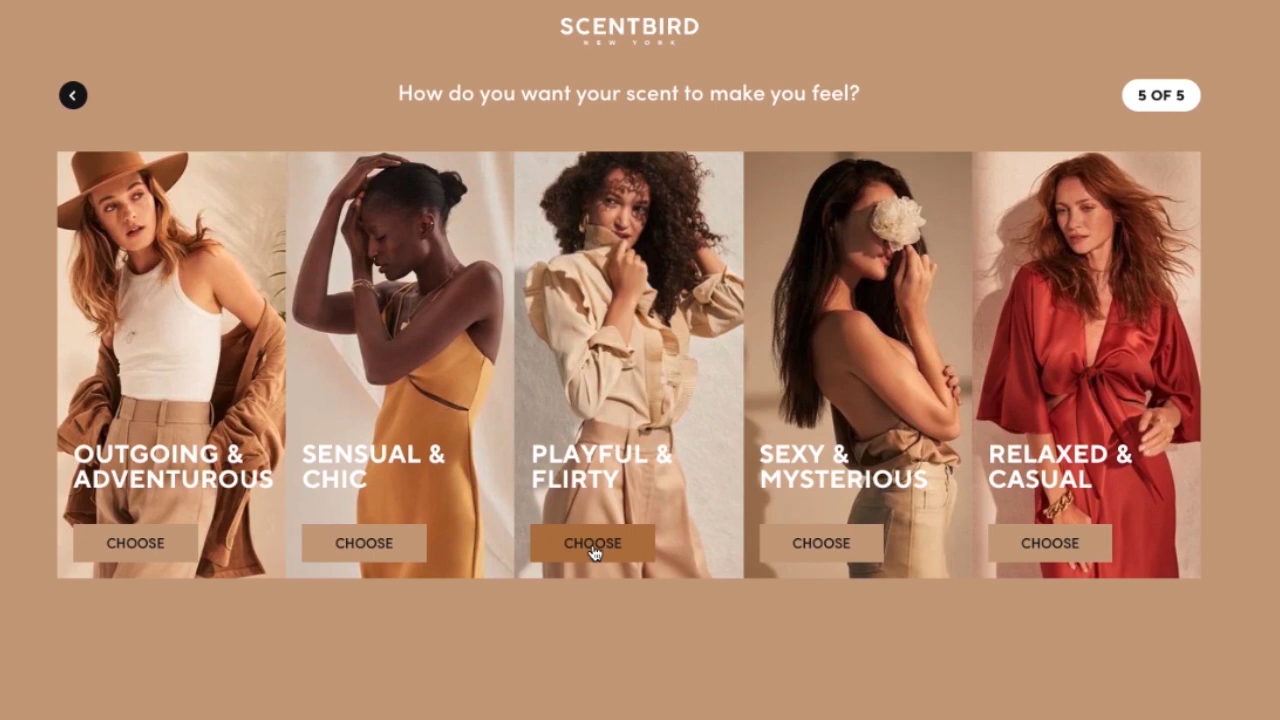 SCENTBIRD
NEW YORK
How do you want your scent to make you feel?
5 OF 5
OUTGOING &
ADVENTUROUS
CHOOSE
SENSUAL &
CHIC
CHOOSE
PLAYFUL &
FLIRTY
CHOOSE
SEXY &
MYSTERIOUS
CHOOSE
RELAXED &
CASUAL
CHOOSE